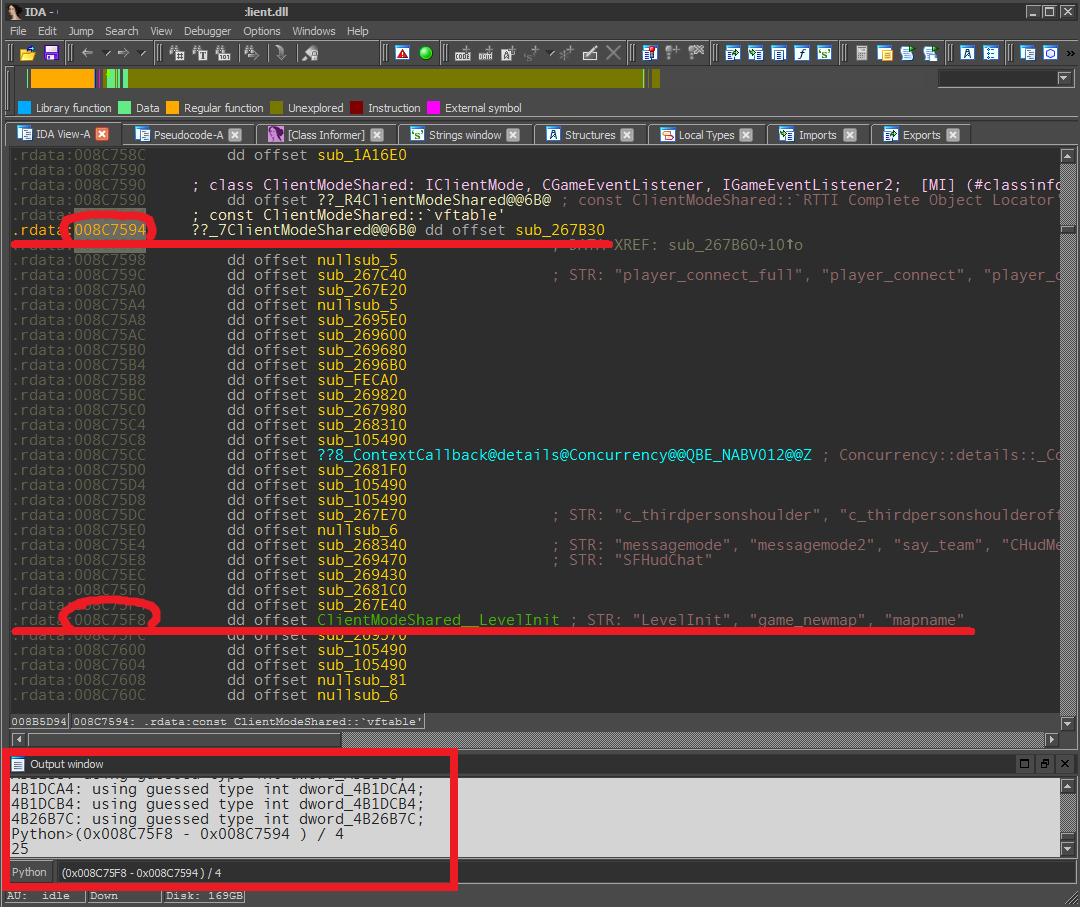 IDA - C
client.dll
File Edit Jump Search View Debugger Options Windows Help
Library function Data Regular function Unexplored Instruction External symbol
IDA View-A Pseudocode-A [Class Informer] Strings window Structures Local Types Imports Exports
.rdata:008C758C dd offset sub_1A16E0
.rdata:008C7590
.rdata:008C7590 ; class ClientModeShared: IClientMode, CGameEventListener, IGameEventListener2; [MI] (#classinfo
.rdata:008C7590 dd offset ??_R4ClientModeShared@@6B@ ; const ClientModeShared::`RTTI Complete Object Locator'
.rdata: ; const ClientModeShared::`vftable'
.rdata:008C7594 ??_7ClientModeShared@@6B@ dd offset sub_267B30
; DATA XREF: sub_267B60+10↑o
.rdata:008C7598 dd offset nullsub_5
.rdata:008C759C dd offset sub_267C40 ; STR: "player_connect_full", "player_connect", "player_
.rdata:008C75A0 dd offset sub_267E20
.rdata:008C75A4 dd offset nullsub_5
.rdata:008C75A8 dd offset sub_2695E0
.rdata:008C75AC dd offset sub_269600
.rdata:008C75B0 dd offset sub_269680
.rdata:008C75B4 dd offset sub_2696B0
.rdata:008C75B8 dd offset sub_FECA0
.rdata:008C75BC dd offset sub_269820
.rdata:008C75C0 dd offset sub_267980
.rdata:008C75C4 dd offset sub_268310
.rdata:008C75C8 dd offset sub_105490
.rdata:008C75CC dd offset ??8_ContextCallback@details@Concurrency@@QBE_NABV012@@Z ; Concurrency::details::_Co
.rdata:008C75D0 dd offset sub_2681F0
.rdata:008C75D4 dd offset sub_105490
.rdata:008C75D8 dd offset sub_105490
.rdata:008C75DC dd offset sub_267E70 ; STR: "c_thirdpersonshoulder", "c_thirdpersonshoulderoff
.rdata:008C75E0 dd offset nullsub_6
.rdata:008C75E4 dd offset sub_268340 ; STR: "messagemode", "messagemode2", "say_team", "CHudMe
.rdata:008C75E8 dd offset sub_269470 ; STR: "SFHudChat"
.rdata:008C75EC dd offset sub_269430
.rdata:008C75F0 dd offset sub_2681C0
.rdata:008C75F4 dd offset sub_267E40
.rdata:008C75F8 dd offset ClientModeShared__LevelInit ; STR: "LevelInit", "game_newmap", "mapname"
.rdata:008C75FC dd offset sub_269570
.rdata:008C7600 dd offset sub_105490
.rdata:008C7604 dd offset sub_105490
.rdata:008C7608 dd offset nullsub_81
.rdata:008C760C dd offset nullsub_6
008B5D94 008C7594: .rdata:const ClientModeShared::`vftable'
Output window
using guessed type int
4B1DCA4: using guessed type int dword_4B1DCA4;
4B1DCB4: using guessed type int dword_4B1DCB4;
4B26B7C: using guessed type int dword_4B26B7C;
Python>(0x008C75F8 - 0x008C7594 ) / 4
25
Python (0x008C75F8 - 0x008C7594 ) / 4
AU: idle Down Disk: 169GB